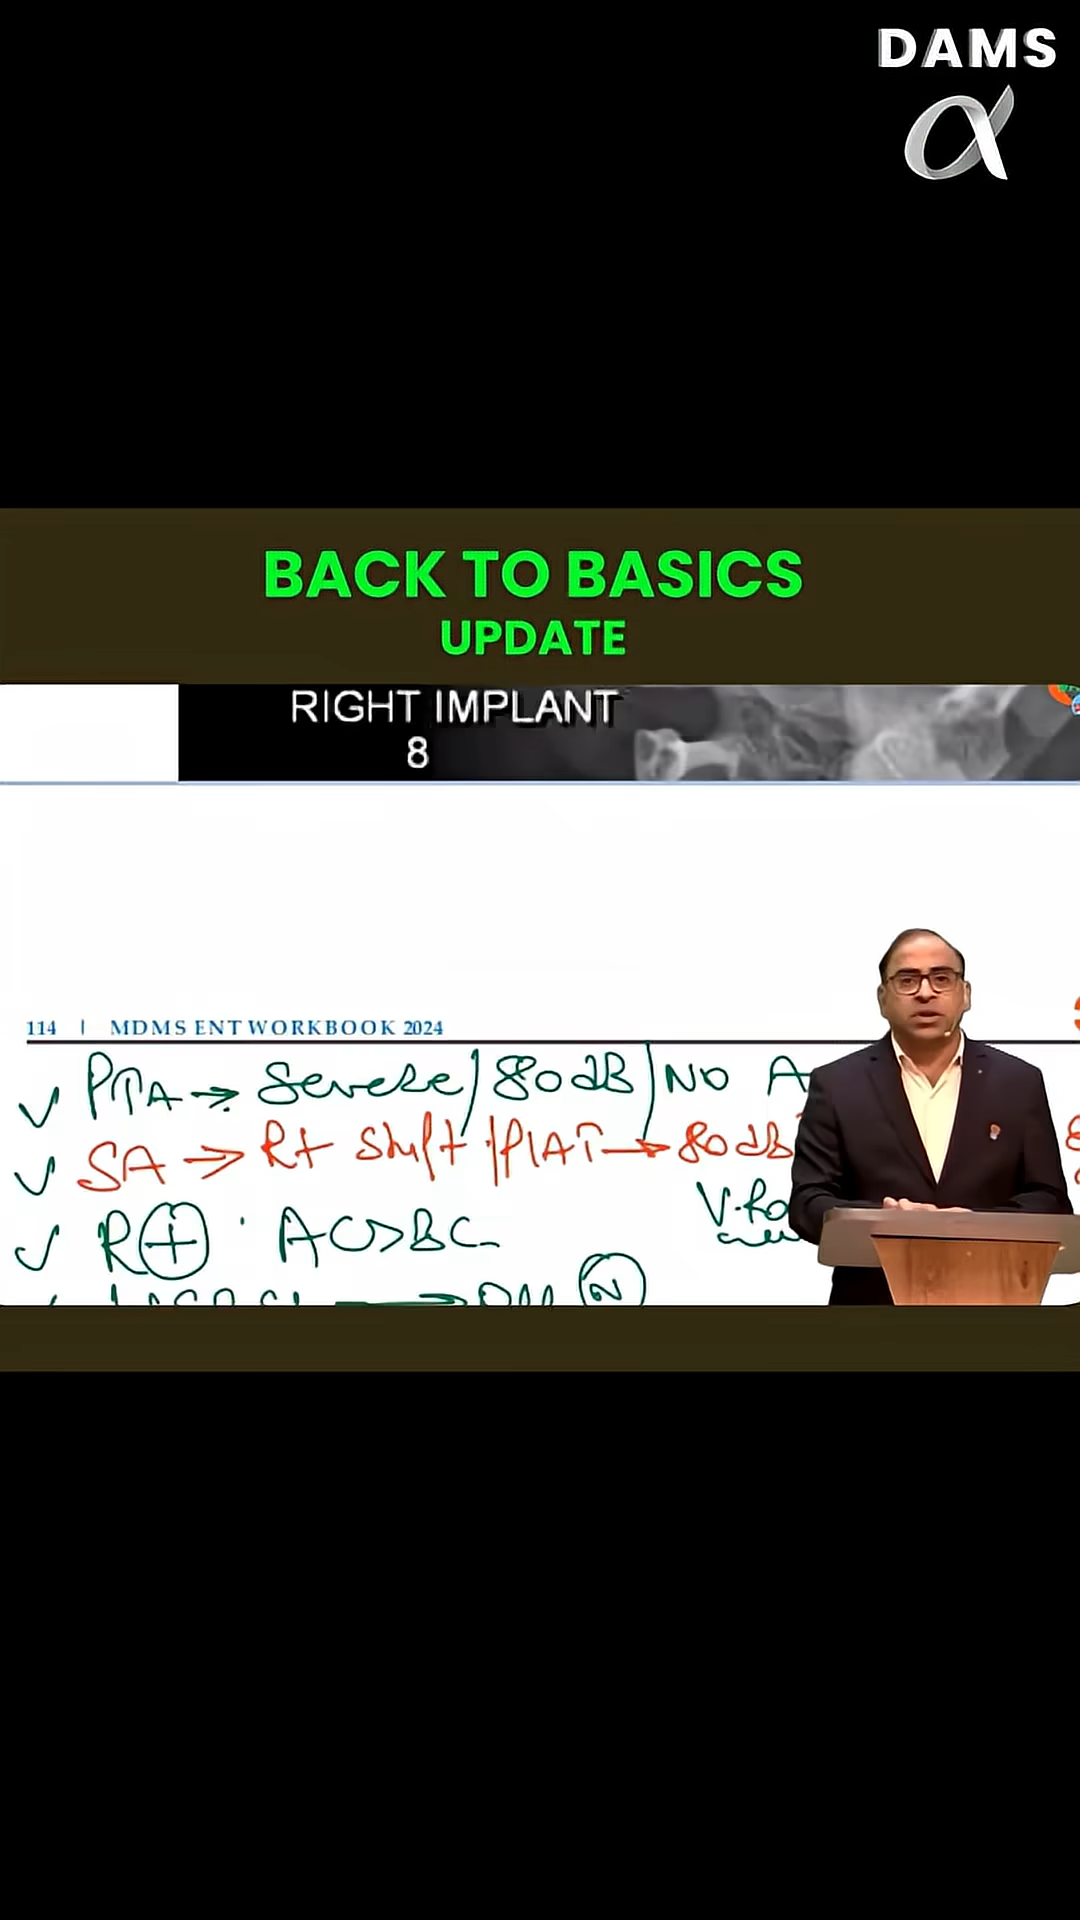 DAMS
α
BACK TO BASICS
UPDATE
RIGHT IMPLANT
8
114 | MDMS ENT WORKBOOK 2024
PTA → Severe / 80dB / NO A
SA → Rt shift / PLAT → 80db
R + . AC>BC
N